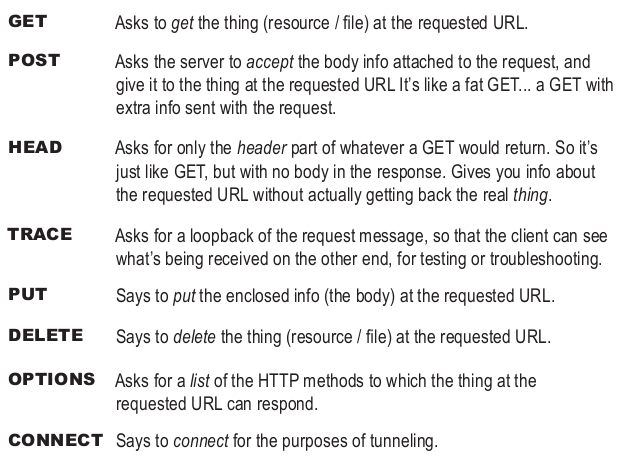 GET Asks to get the thing (resource / file) at the requested URL.
POST Asks the server to accept the body info attached to the request, and
give it to the thing at the requested URL It's like a fat GET... a GET with
extra info sent with the request.
HEAD Asks for only the header part of whatever a GET would return. So it's
just like GET, but with no body in the response. Gives you info about
the requested URL without actually getting back the real thing.
TRACE Asks for a loopback of the request message, so that the client can see
what's being received on the other end, for testing or troubleshooting.
PUT Says to put the enclosed info (the body) at the requested URL.
DELETE Says to delete the thing (resource / file) at the requested URL.
OPTIONS Asks for a list of the HTTP methods to which the thing at the
requested URL can respond.
CONNECT Says to connect for the purposes of tunneling.